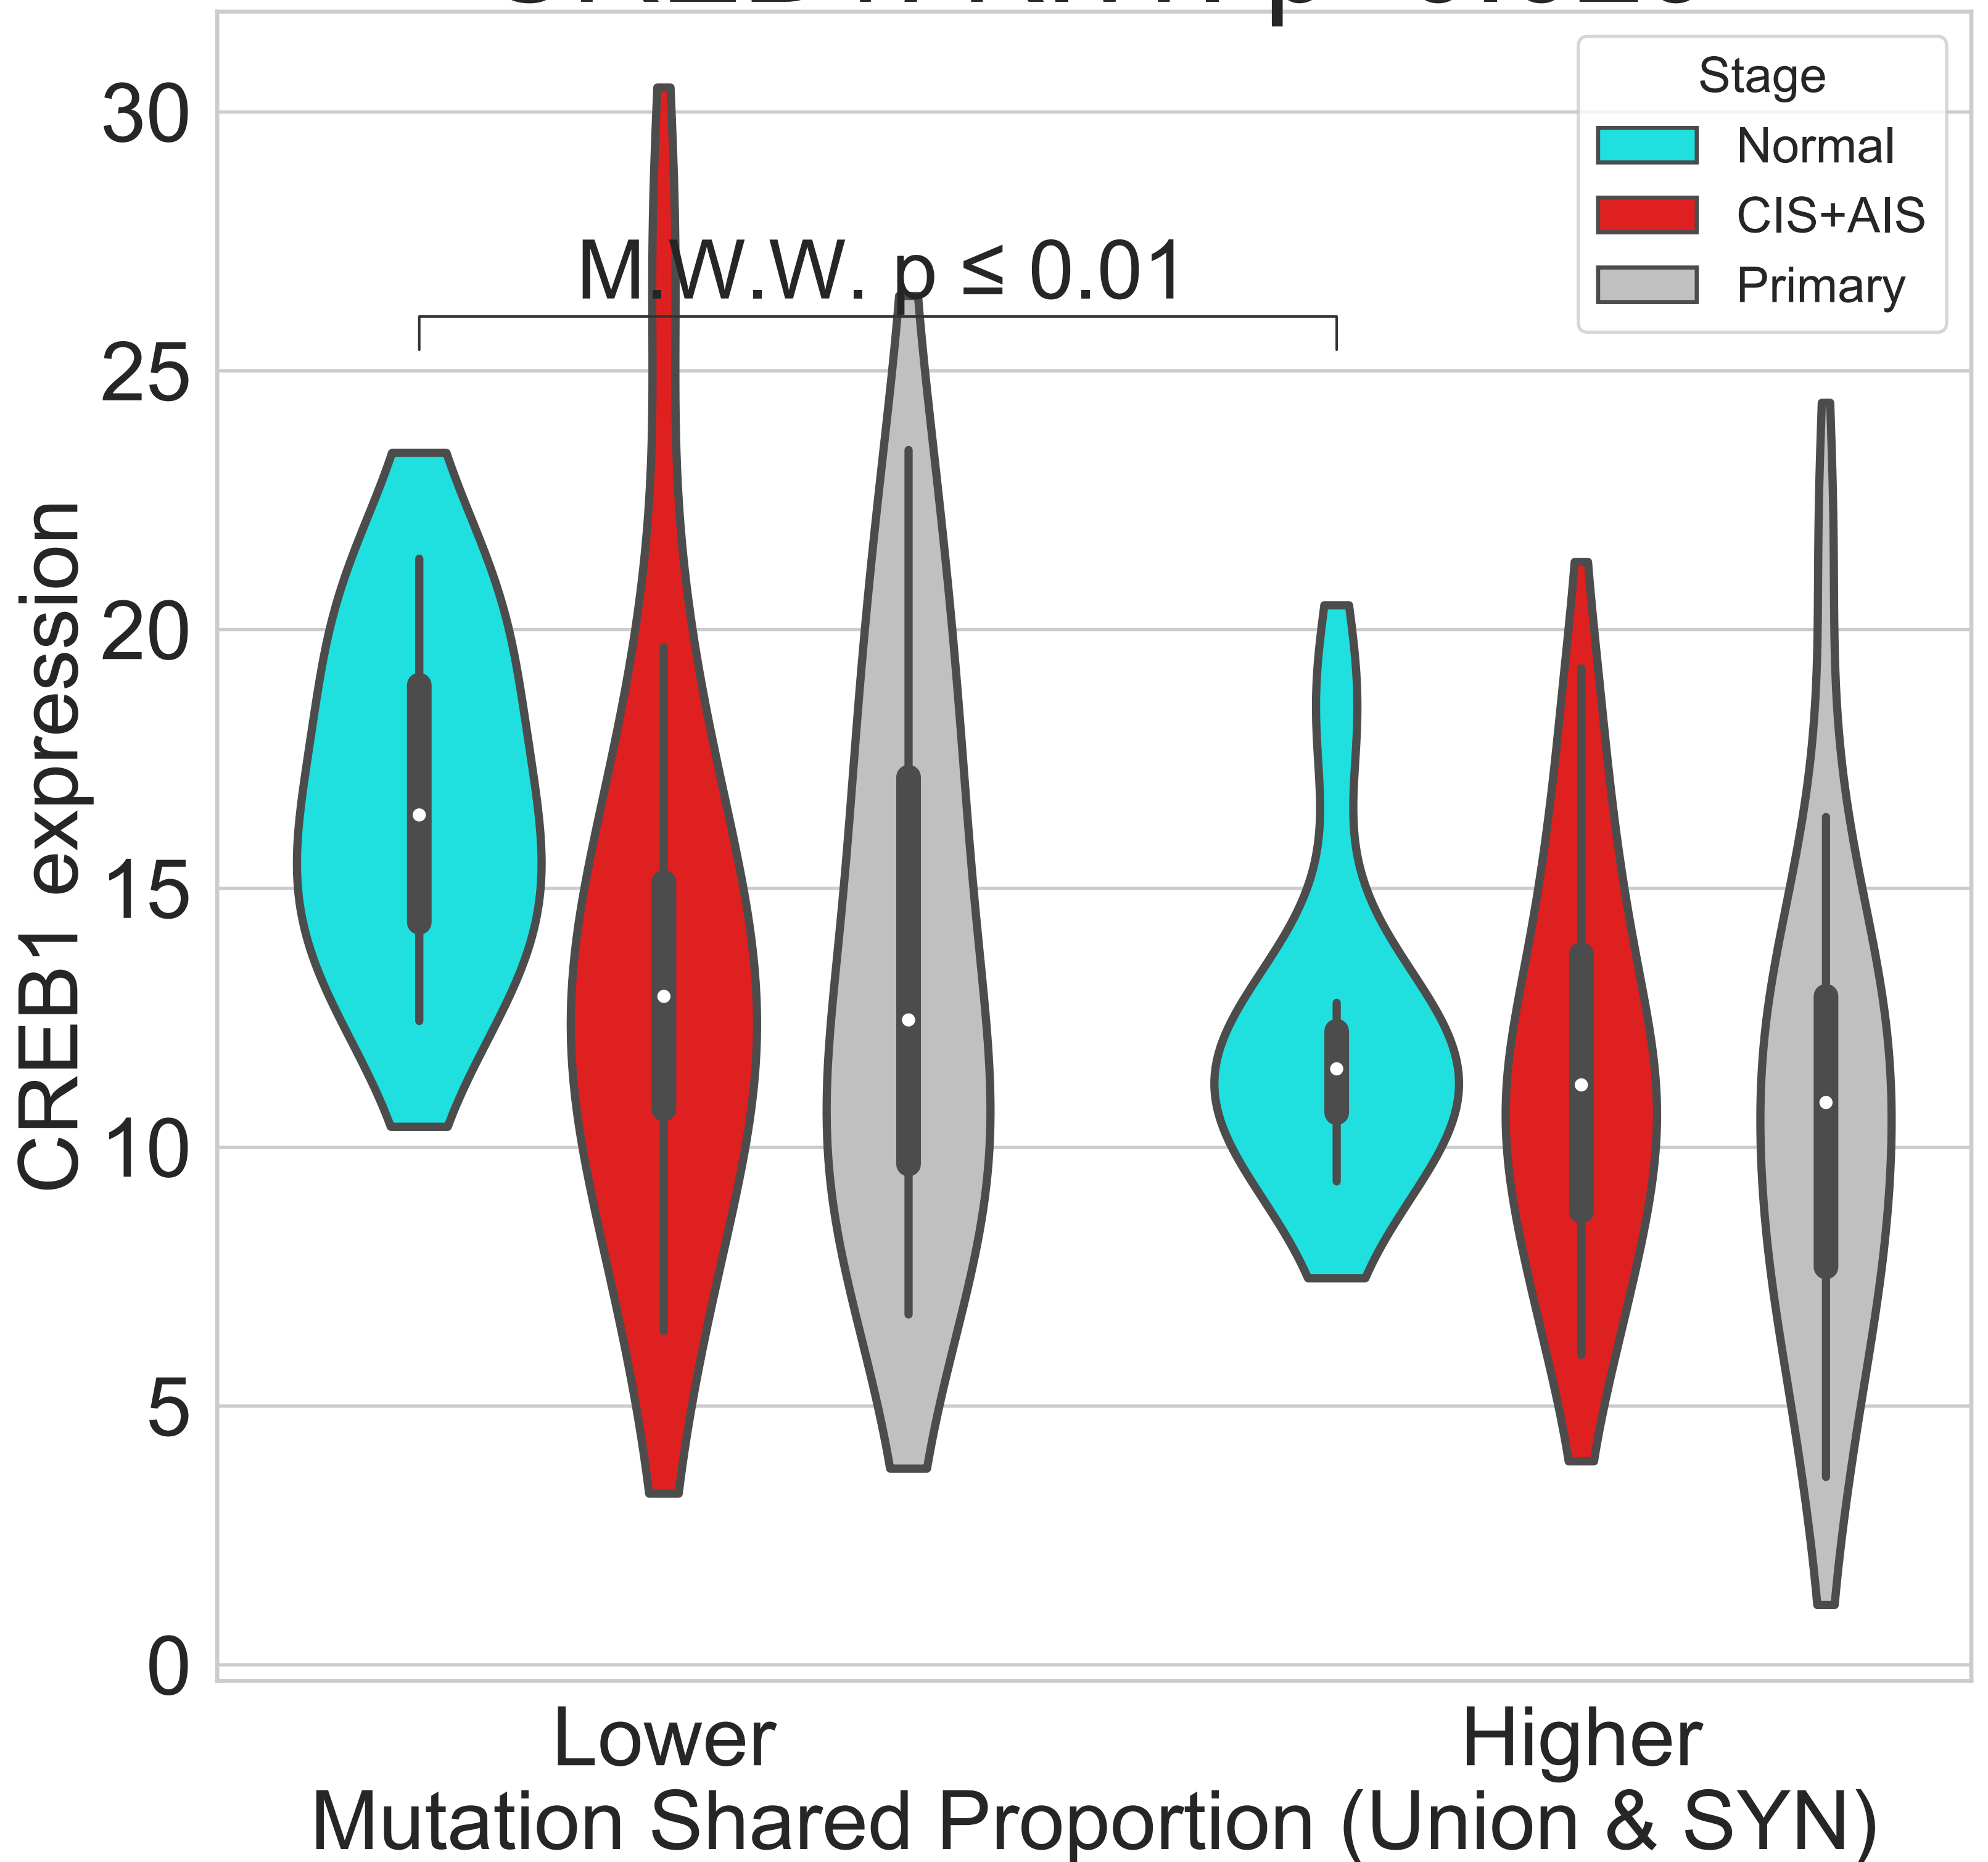 Stage
Normal
CIS+AIS
Primary
M.W.W. p ≤ 0.01
30
25
20
15
10
5
0
CREB1 expression
Lower
Higher
Mutation Shared Proportion (Union & SYN)